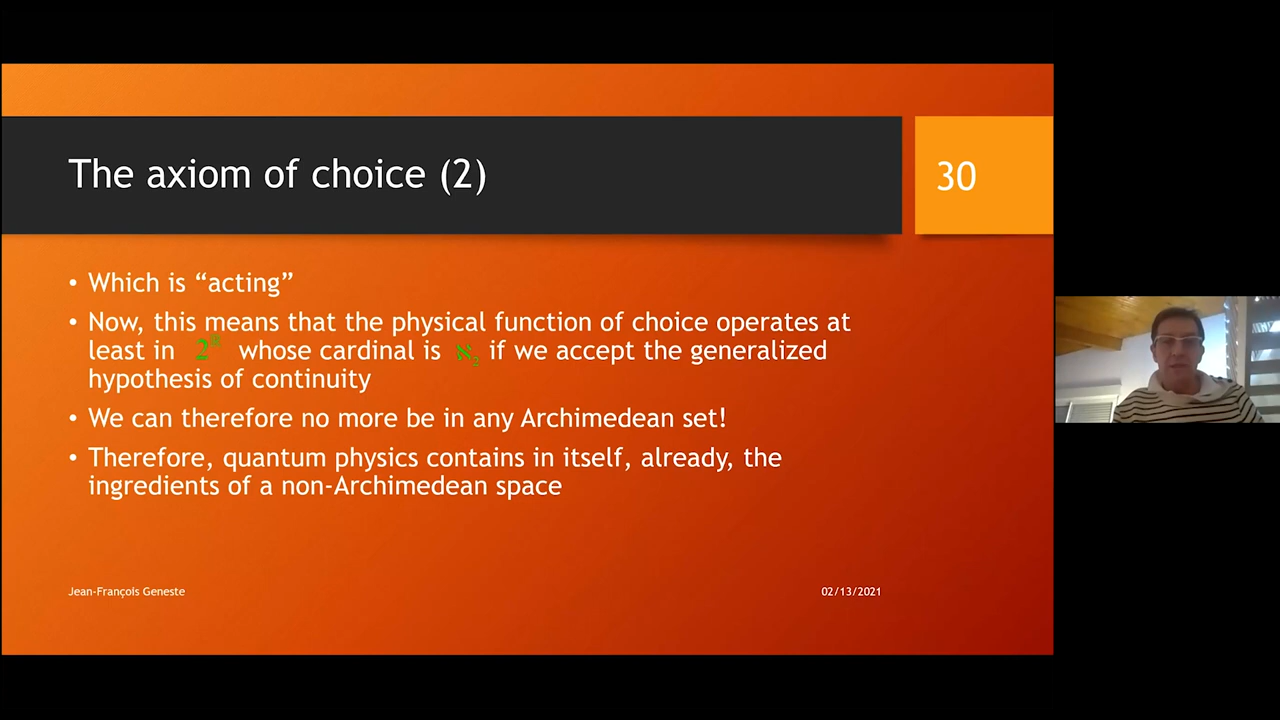 The axiom of choice (2)
30
• Which is “acting”
• Now, this means that the physical function of choice operates at
least in 2^ℝ whose cardinal is ℵ₂ if we accept the generalized
hypothesis of continuity
• We can therefore no more be in any Archimedean set!
• Therefore, quantum physics contains in itself, already, the
ingredients of a non-Archimedean space
Jean-François Geneste
02/13/2021